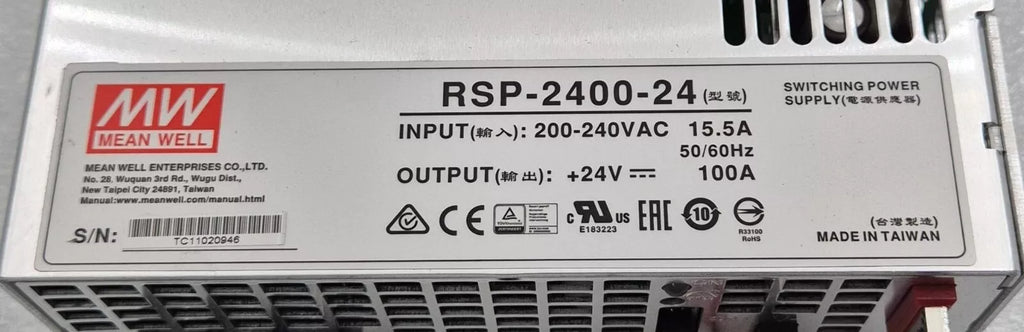 MW
MEAN WELL
MEAN WELL ENTERPRISES CO.,LTD.
No. 28, Wuquan 3rd Rd., Wugu Dist.,
New Taipei City 24891, Taiwan
Manual:www.meanwell.com/manual.html
S/N:
TC11020946
RSP-2400-24(型號)
INPUT(輸入): 200-240VAC 15.5A
50/60Hz
OUTPUT(輸出): +24V 100A
CE
c RU US
E183223
EAC
10
R33100
RoHS
SWITCHING POWER
SUPPLY(電源供應器)
(台灣製造)
MADE IN TAIWAN